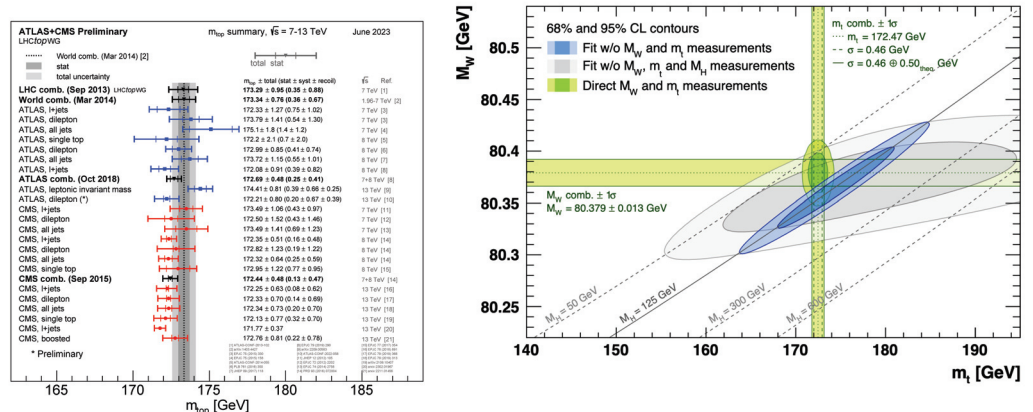 ATLAS+CMS Preliminary
LHCtopWG
m_top summary, √s = 7-13 TeV
June 2023
World comb. (Mar 2014) [2]
stat
total uncertainty
total stat
m_top ± total (stat ± syst ± recoil) √s Ref.
LHC comb. (Sep 2013) LHCtopWG 173.29 ± 0.95 (0.35 ± 0.88) 7 TeV [1]
World comb. (Mar 2014) 173.34 ± 0.76 (0.36 ± 0.67) 1.96-7 TeV [2]
ATLAS, l+jets 172.33 ± 1.27 (0.75 ± 1.02) 7 TeV [3]
ATLAS, dilepton 173.79 ± 1.41 (0.54 ± 1.30) 7 TeV [3]
ATLAS, all jets 175.1 ± 1.8 (1.4 ± 1.2) 7 TeV [4]
ATLAS, single top 172.2 ± 2.1 (0.7 ± 2.0) 8 TeV [5]
ATLAS, dilepton 172.99 ± 0.85 (0.41 ± 0.74) 8 TeV [6]
ATLAS, all jets 173.72 ± 1.15 (0.55 ± 1.01) 8 TeV [7]
ATLAS, l+jets 172.08 ± 0.91 (0.39 ± 0.82) 8 TeV [8]
ATLAS comb. (Oct 2018) 172.69 ± 0.48 (0.25 ± 0.41) 7+8 TeV [8]
ATLAS, leptonic invariant mass 174.41 ± 0.81 (0.39 ± 0.66 ± 0.25) 13 TeV [9]
ATLAS, dilepton (*) 172.21 ± 0.80 (0.20 ± 0.67 ± 0.39) 13 TeV [10]
CMS, l+jets 173.49 ± 1.06 (0.43 ± 0.97) 7 TeV [11]
CMS, dilepton 172.50 ± 1.52 (0.43 ± 1.46) 7 TeV [12]
CMS, all jets 173.49 ± 1.41 (0.69 ± 1.23) 7 TeV [13]
CMS, l+jets 172.35 ± 0.51 (0.16 ± 0.48) 8 TeV [14]
CMS, dilepton 172.82 ± 1.23 (0.19 ± 1.22) 8 TeV [14]
CMS, all jets 172.32 ± 0.64 (0.25 ± 0.59) 8 TeV [14]
CMS, single top 172.95 ± 1.22 (0.77 ± 0.95) 8 TeV [15]
CMS comb. (Sep 2015) 172.44 ± 0.48 (0.13 ± 0.47) 7+8 TeV [14]
CMS, l+jets 172.25 ± 0.63 (0.08 ± 0.62) 13 TeV [16]
CMS, dilepton 172.33 ± 0.70 (0.14 ± 0.69) 13 TeV [17]
CMS, all jets 172.34 ± 0.73 (0.20 ± 0.70) 13 TeV [18]
CMS, single top 172.13 ± 0.77 (0.32 ± 0.70) 13 TeV [19]
CMS, l+jets 171.77 ± 0.37 13 TeV [20]
CMS, boosted 172.76 ± 0.81 (0.22 ± 0.78) 13 TeV [21]
* Preliminary
165 170 175 180 185
m_top [GeV]
M_W [GeV]
80.5
80.45
80.4
80.35
80.3
80.25
68% and 95% CL contours
Fit w/o M_W and m_t measurements
Fit w/o M_W, m_t and M_H measurements
Direct M_W and m_t measurements
m_t comb. ± 1σ
m_t = 172.47 GeV
σ = 0.46 GeV
σ = 0.46 ⊕ 0.50_theo. GeV
M_W comb. ± 1σ
M_W = 80.379 ± 0.013 GeV
M_H = 50 GeV
M_H = 125 GeV
M_H = 300 GeV
M_H = 600 GeV
140 150 160 170 180 190
m_t [GeV]